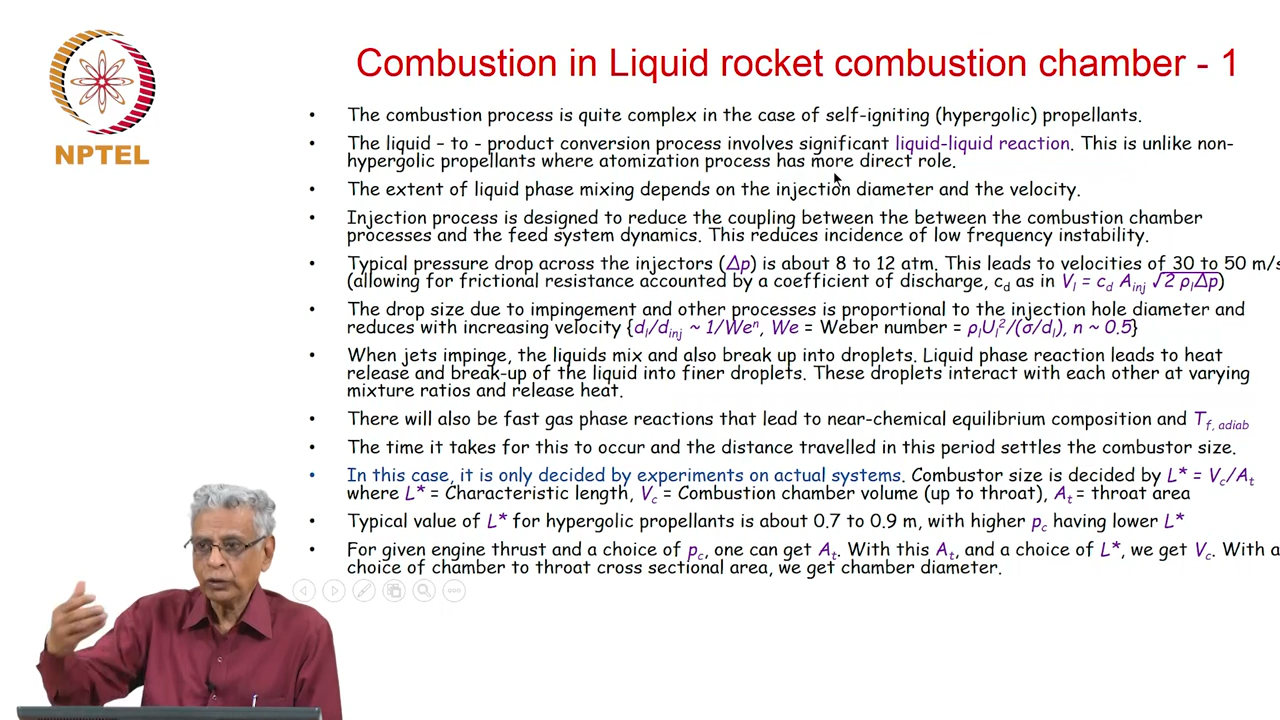 NPTEL
Combustion in Liquid rocket combustion chamber - 1
• The combustion process is quite complex in the case of self-igniting (hypergolic) propellants.
• The liquid – to - product conversion process involves significant liquid-liquid reaction. This is unlike non-
hypergolic propellants where atomization process has more direct role.
• The extent of liquid phase mixing depends on the injection diameter and the velocity.
• Injection process is designed to reduce the coupling between the between the combustion chamber
processes and the feed system dynamics. This reduces incidence of low frequency instability.
• Typical pressure drop across the injectors (Δp) is about 8 to 12 atm. This leads to velocities of 30 to 50 m/s
(allowing for frictional resistance accounted by a coefficient of discharge, c_d as in V_l = c_d A_inj √2 ρ_lΔp)
• The drop size due to impingement and other processes is proportional to the injection hole diameter and
reduces with increasing velocity {d_l/d_inj ~ 1/We^n, We = Weber number = ρ_lU_l^2/(σ/d_l), n ~ 0.5}
• When jets impinge, the liquids mix and also break up into droplets. Liquid phase reaction leads to heat
release and break-up of the liquid into finer droplets. These droplets interact with each other at varying
mixture ratios and release heat.
• There will also be fast gas phase reactions that lead to near-chemical equilibrium composition and T_f, adiab
• The time it takes for this to occur and the distance travelled in this period settles the combustor size.
• In this case, it is only decided by experiments on actual systems. Combustor size is decided by L* = V_c/A_t
where L* = Characteristic length, V_c = Combustion chamber volume (up to throat), A_t = throat area
• Typical value of L* for hypergolic propellants is about 0.7 to 0.9 m, with higher p_c having lower L*
• For given engine thrust and a choice of p_c, one can get A_t. With this A_t, and a choice of L*, we get V_c. With a
choice of chamber to throat cross sectional area, we get chamber diameter.